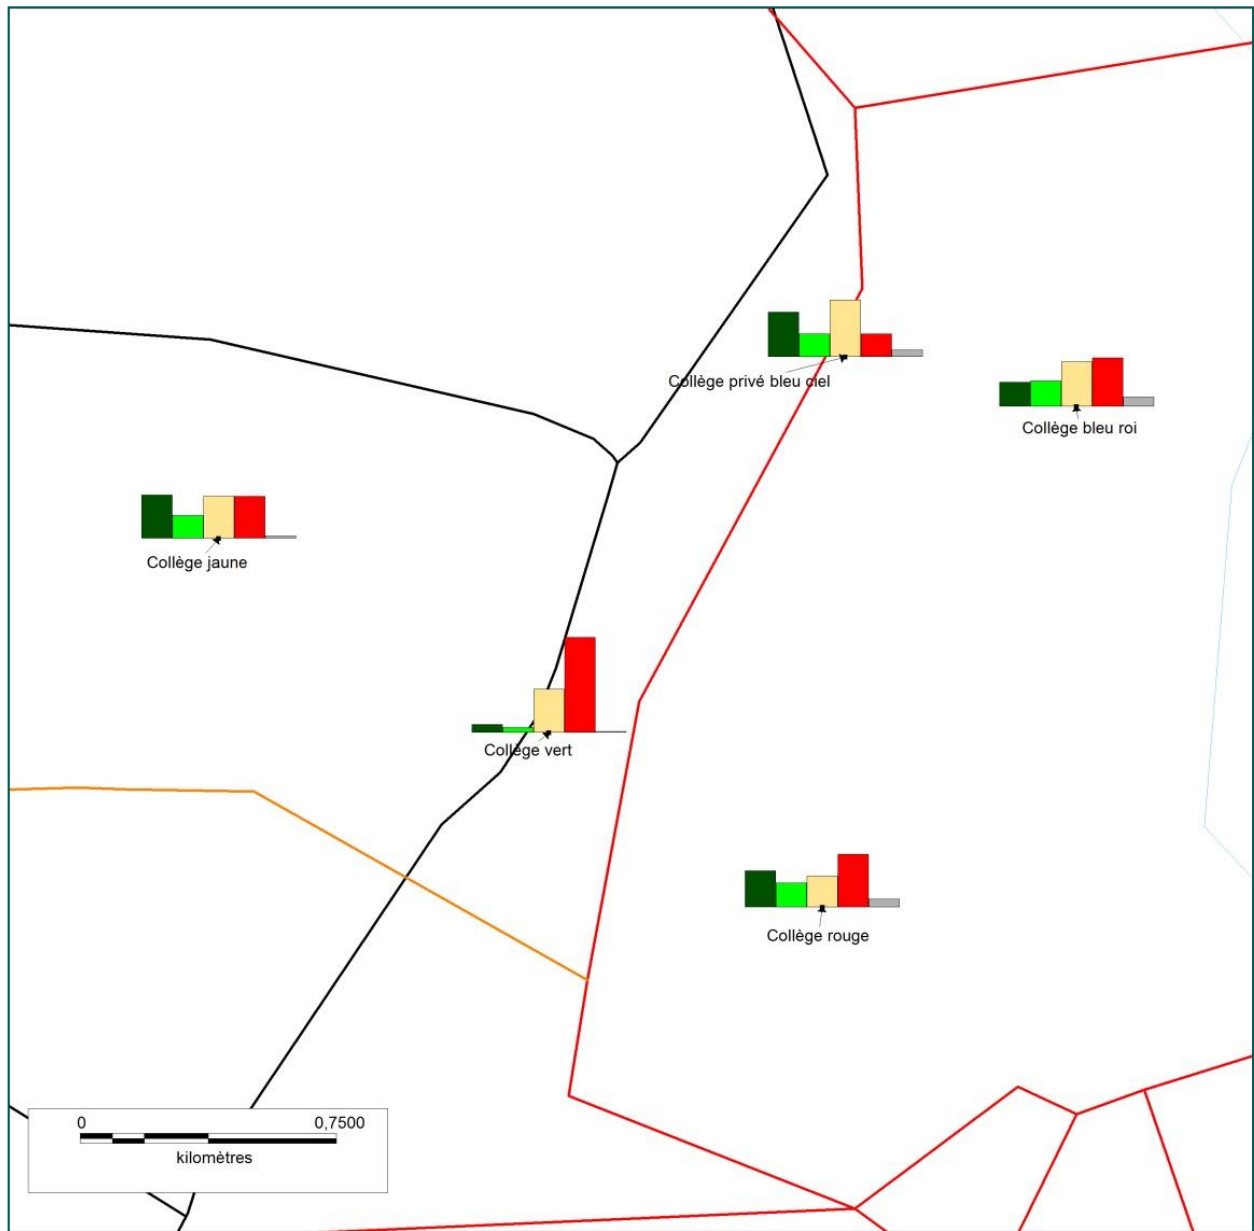 Collège privé bleu ciel
Collège bleu roi
Collège jaune
Collège vert
Collège rouge
0 0,7500
kilomètres